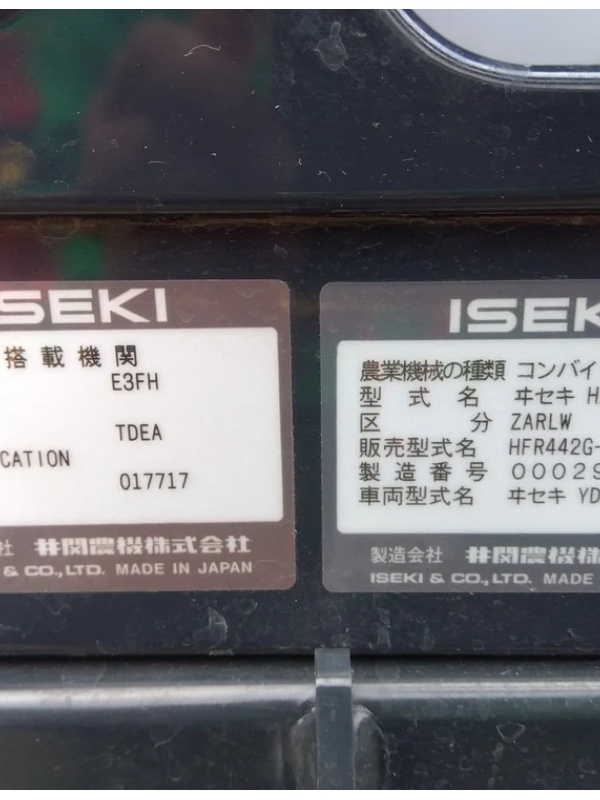 SEKI
搭載機関
E3FH
TDEA
CATION
017717
社 井関農機株式会社
& CO., LTD. MADE IN JAPAN
ISEK
農業機械の種類 コンバイ
型式名 ヰセキ H
区分 ZARLW
販売型式名 HFR442G-
製造番号 00029
車両型式名 ヰセキ YD
製造会社 井関農機株
ISEKI & CO., LTD. MADE